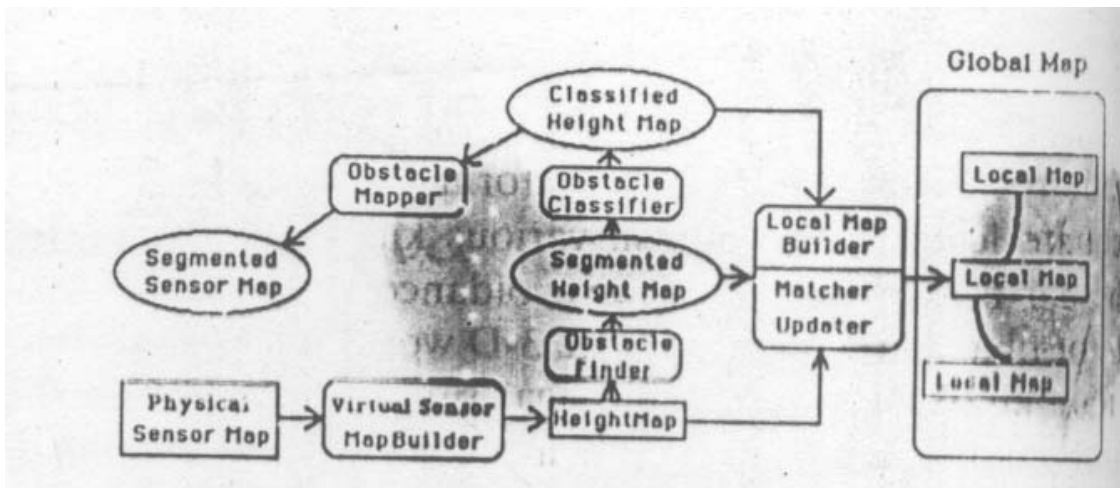 Global Map
Classified
Height Map
Obstacle
Mapper
Obstacle
Classifier
Local Map
Local Map
Builder
Segmented
Sensor Map
Segmented
Height Map
Matcher
Updater
Local Map
Obstacle
Finder
Local Map
Physical
Sensor Map
Virtual Sensor
MapBuilder
HeightMap